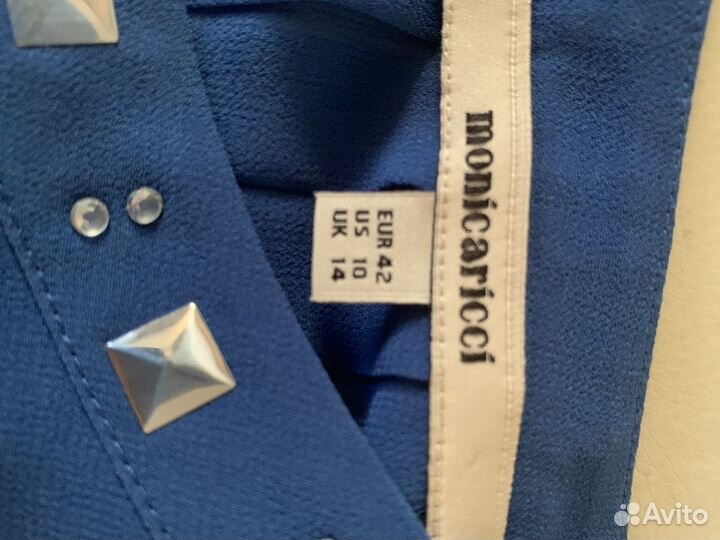 monicaricci
EUR 42
US 10
UK 14
Avito